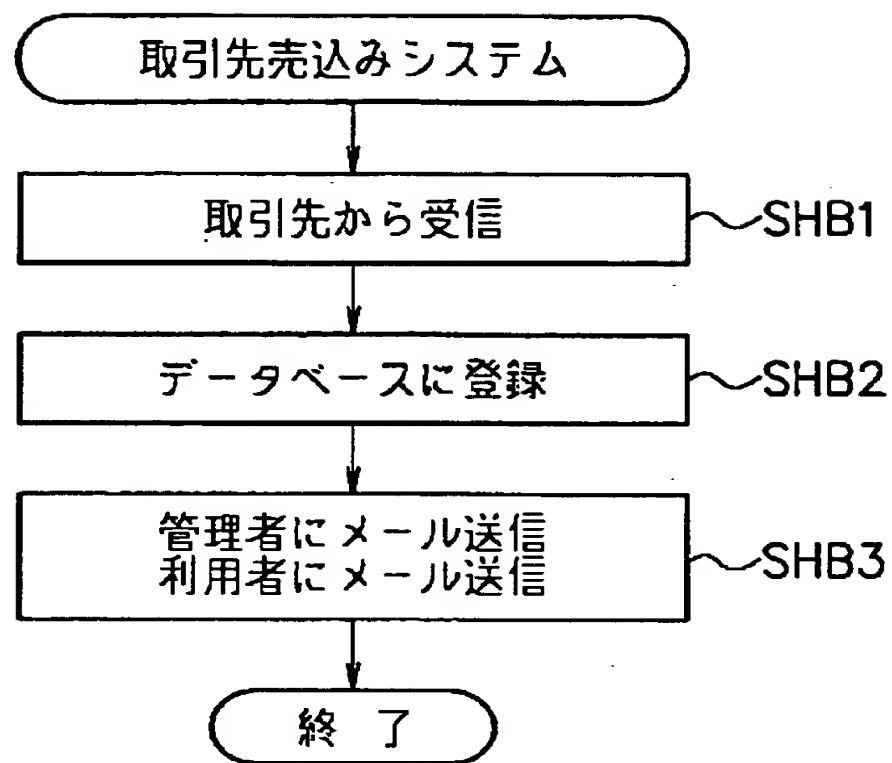 取引先売込みシステム
取引先から受信
SHB1
データベースに登録
SHB2
管理者にメール送信
利用者にメール送信
SHB3
終了